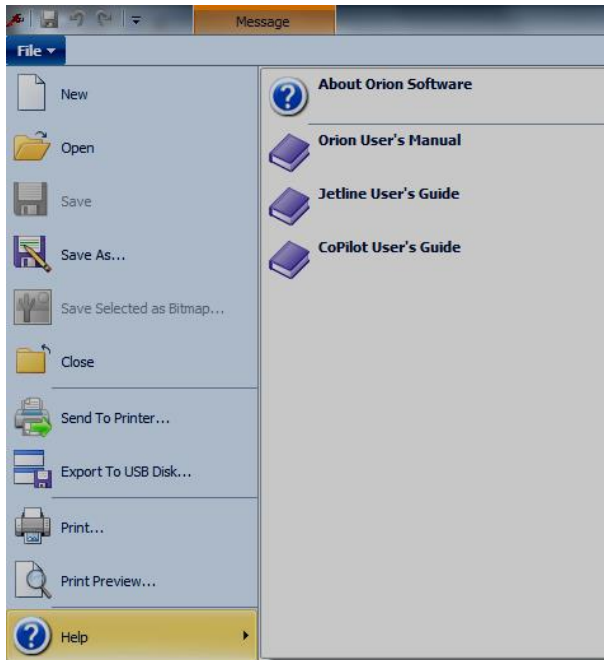 Message
File
New
Open
Save
Save As...
Save Selected as Bitmap...
Close
Send To Printer...
Export To USB Disk...
Print...
Print Preview...
Help
About Orion Software
Orion User's Manual
Jetline User's Guide
CoPilot User's Guide